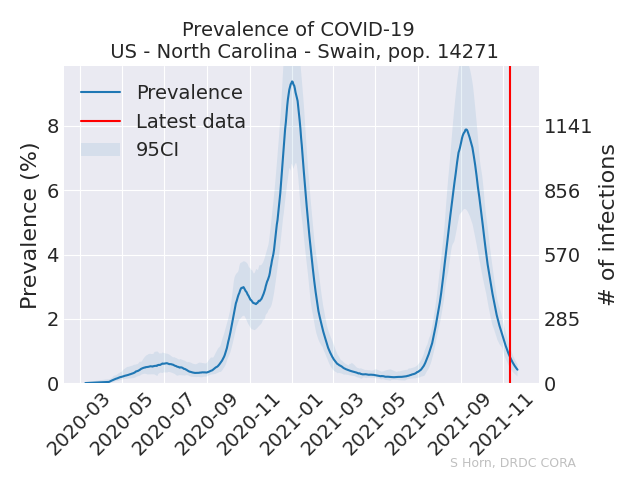 Prevalence of COVID-19
US - North Carolina - Swain, pop. 14271
Prevalence
Latest data
95CI
Prevalence (%)
8
6
4
2
0
1141
856
570
285
0
# of infections
2020-03
2020-05
2020-07
2020-09
2020-11
2021-01
2021-03
2021-05
2021-07
2021-09
2021-11
S Horn, DRDC CORA